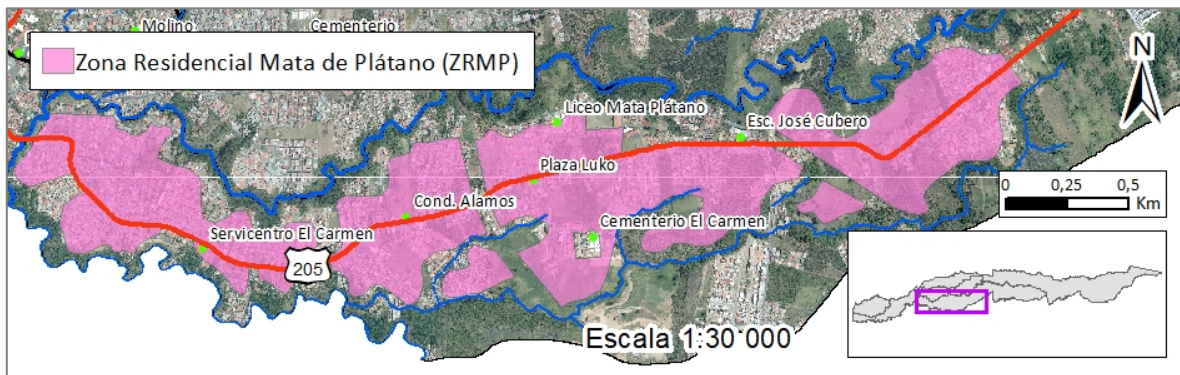 Molino
Cementerio
Zona Residencial Mata de Plátano (ZRMP)
N
Liceo Mata Plátano
Esc. José Cubero
Plaza Luko
Cond. Alamos
0 0,25 0,5
Km
Servicentro El Carmen
Cementerio El Carmen
205
Escala 1:30 000